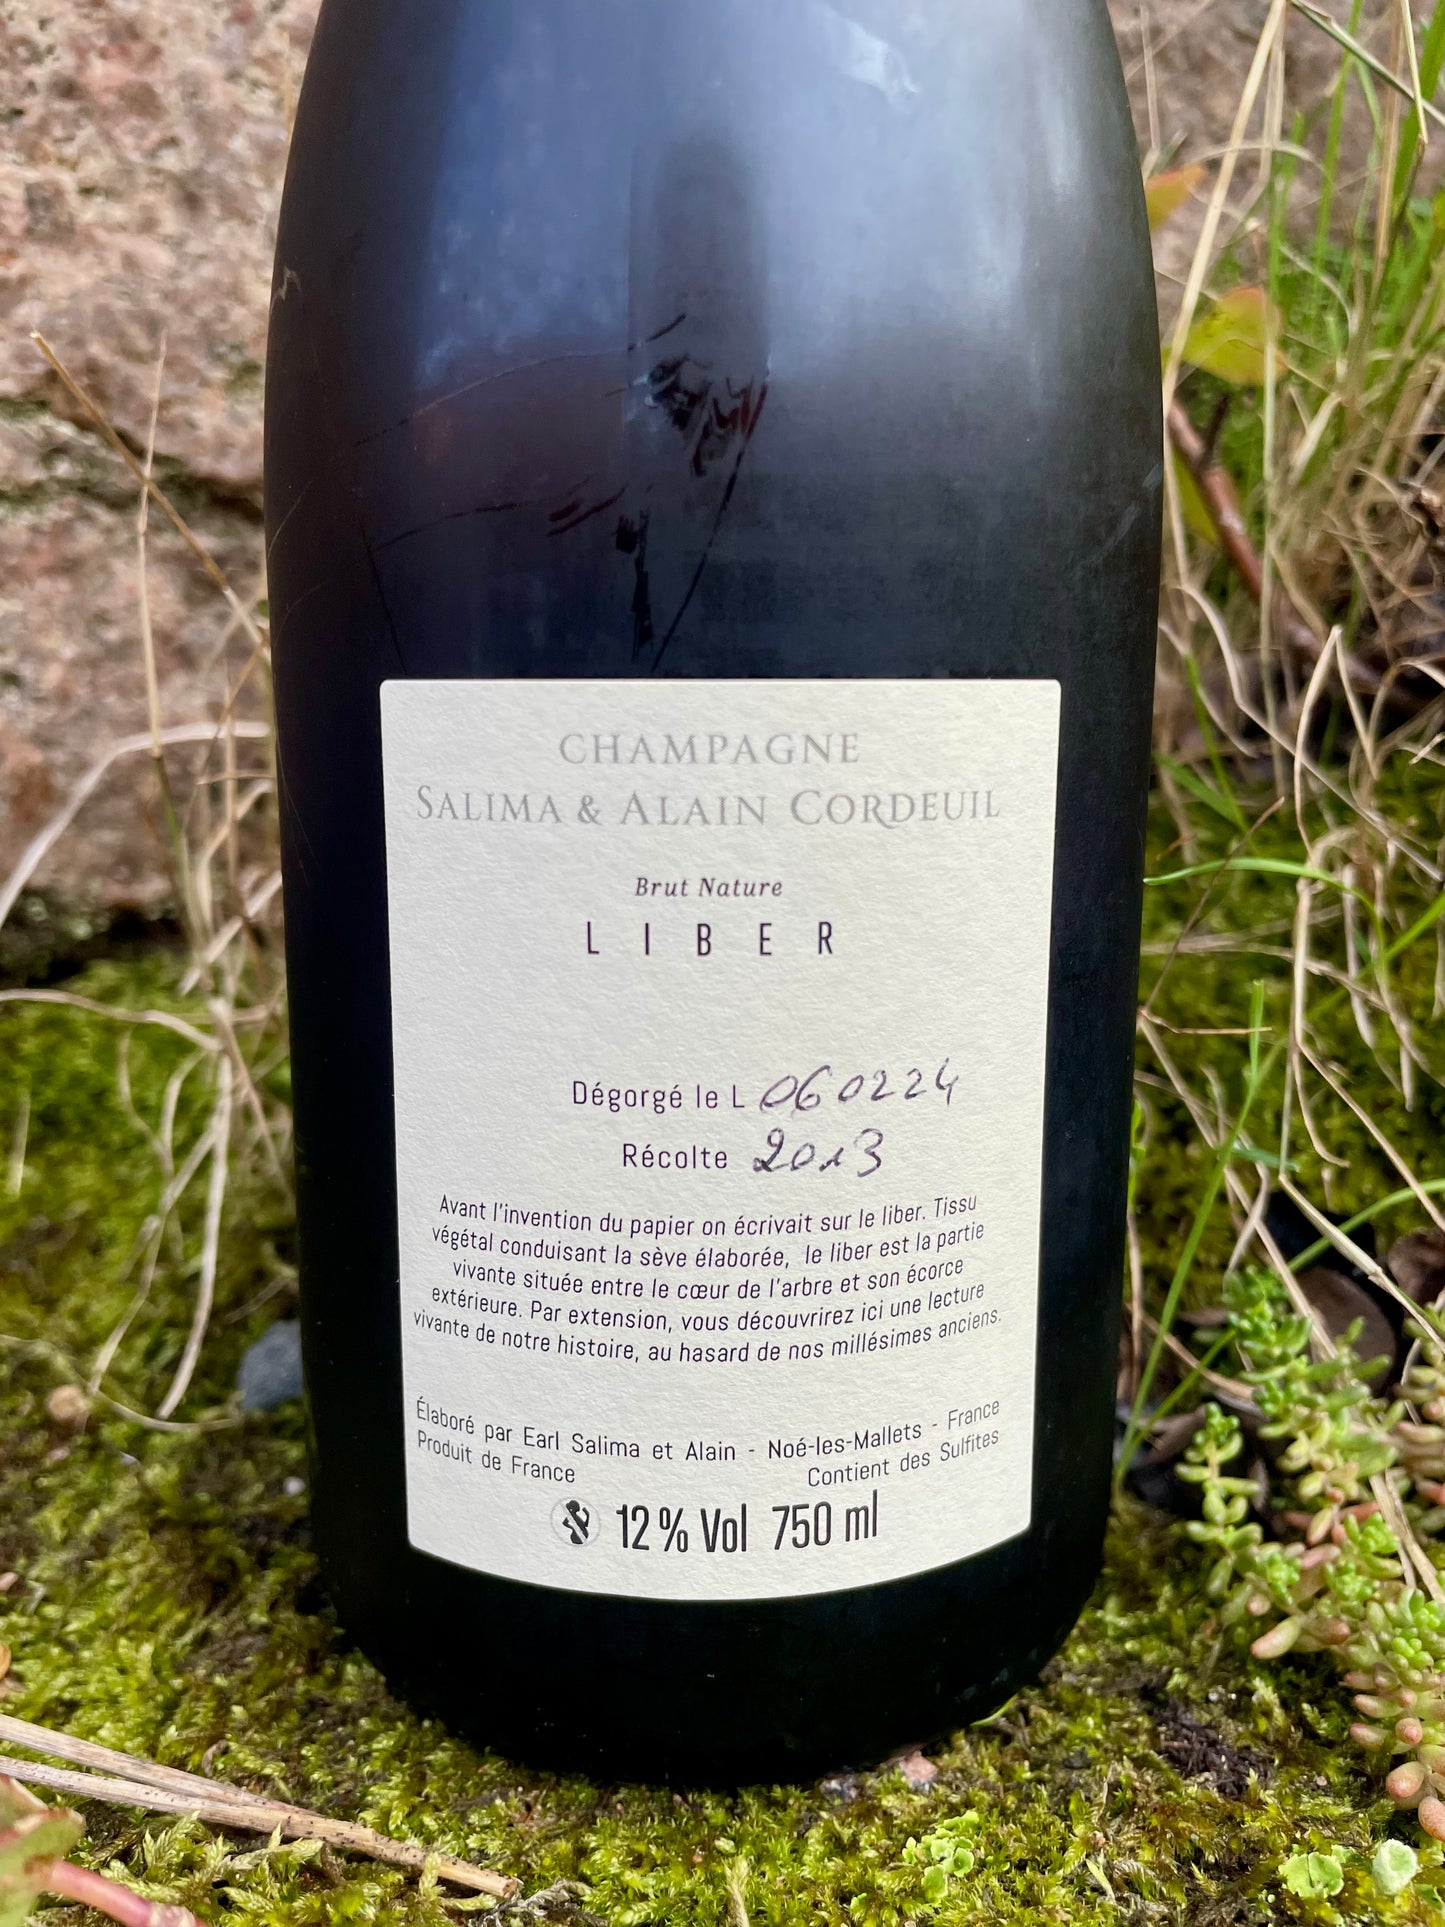 CHAMPAGNE
SALIMA & ALAIN CORDEUIL
Brut Nature
LIBER
Dégorgé le L 060224
Récolte 2013
Avant l'invention du papier on écrivait sur le liber. Tissu
végétal conduisant la sève élaborée, le liber est la partie
vivante située entre le cœur de l'arbre et son écorce
extérieure. Par extension, vous découvrirez ici une lecture
vivante de notre histoire, au hasard de nos millésimes anciens.
Élaboré par Earl Salima et Alain - Noé-les-Mallets - France
Produit de France Contient des Sulfites
12 % Vol 750 ml